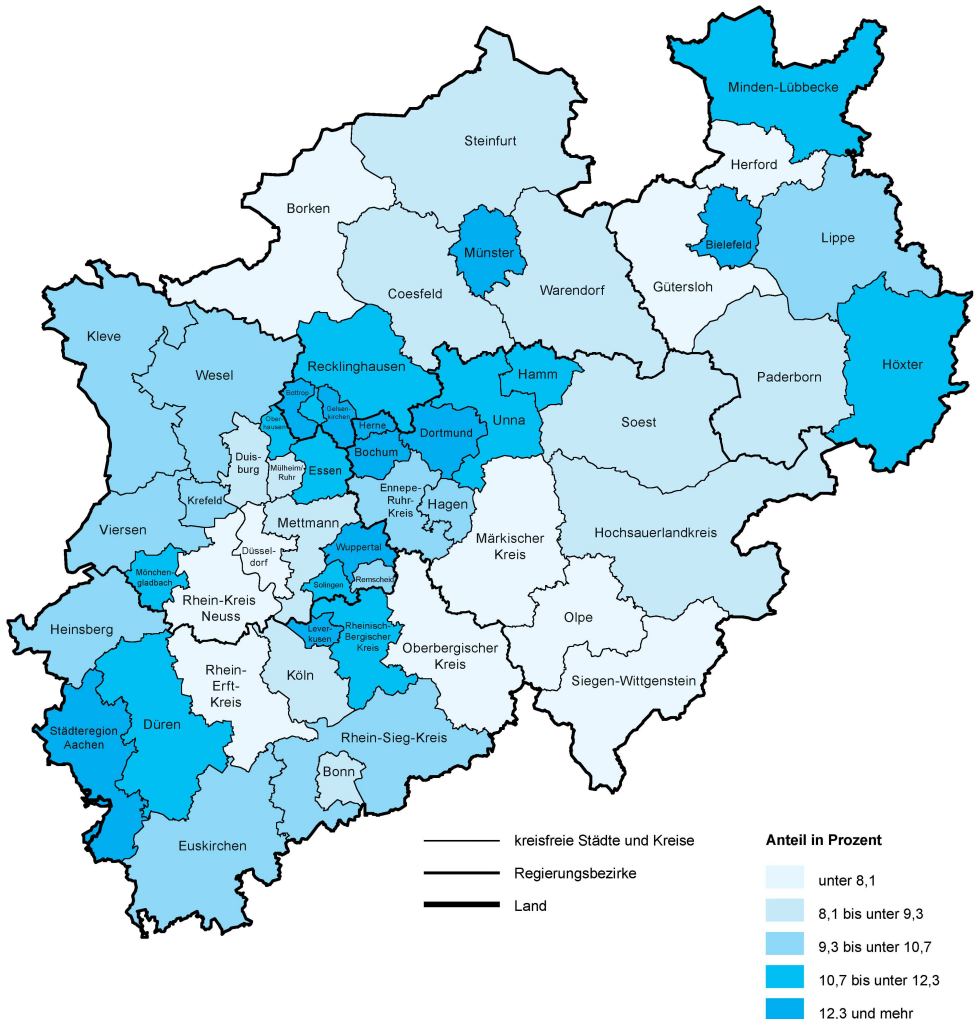 Minden-Lübbecke
Steinfurt
Herford
Borken
Lippe
Bielefeld
Münster
Gütersloh
Warendorf
Coesfeld
Kleve
Recklinghausen
Höxter
Wesel
Hamm
Paderborn
Bottrop
Gelsen-
kirchen
Ober-
hausen
Unna
Soest
Herne
Dortmund
Bochum
Duis-
burg
Mülheim/
Ruhr
Essen
Ennepe-
Ruhr-
Kreis
Krefeld
Hagen
Viersen
Mettmann
Hochsauerlandkreis
Märkischer
Kreis
Wuppertal
Düssel-
dorf
Mönchen-
gladbach
Solingen
Remscheid
Rhein-Kreis
Neuss
Olpe
Heinsberg
Lever-
kusen
Rheinisch-
Bergischer
Kreis
Oberbergischer
Kreis
Rhein-
Erft-
Kreis
Köln
Siegen-Wittgenstein
Düren
Städteregion
Aachen
Rhein-Sieg-Kreis
Bonn
Euskirchen
kreisfreie Städte und Kreise
Regierungsbezirke
Land
Anteil in Prozent
unter 8,1
8,1 bis unter 9,3
9,3 bis unter 10,7
10,7 bis unter 12,3
12,3 und mehr